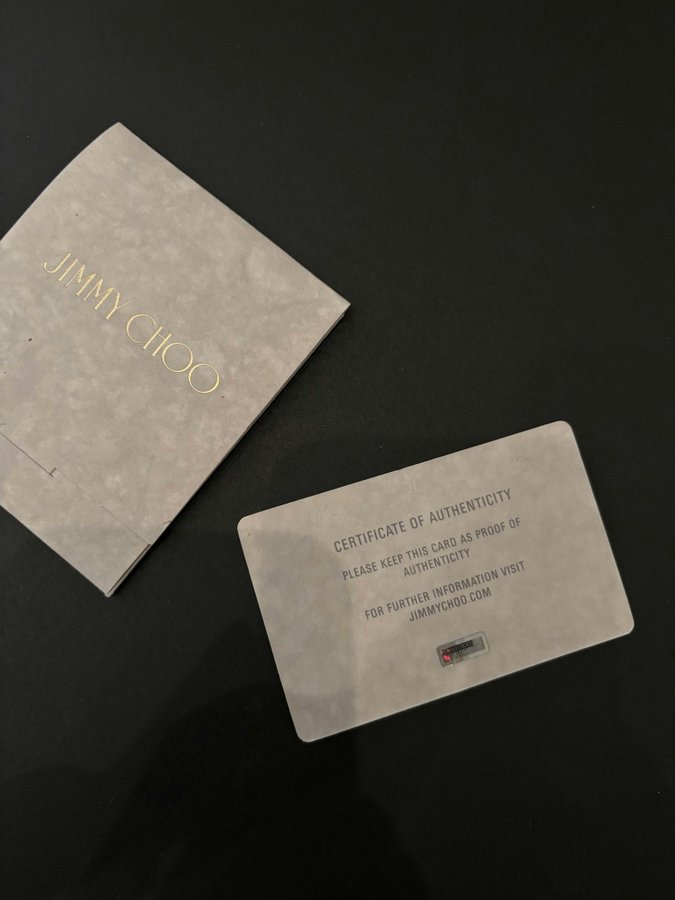 JIMMY CHOO
CERTIFICATE OF AUTHENTICITY
PLEASE KEEP THIS CARD AS PROOF OF
AUTHENTICITY
FOR FURTHER INFORMATION VISIT
JIMMYCHOO.COM